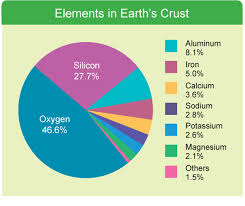 Elements in Earth's Crust
Silicon
27.7%
Oxygen
46.6%
Aluminum
8.1%
Iron
5.0%
Calcium
3.6%
Sodium
2.8%
Potassium
2.6%
Magnesium
2.1%
Others
1.5%